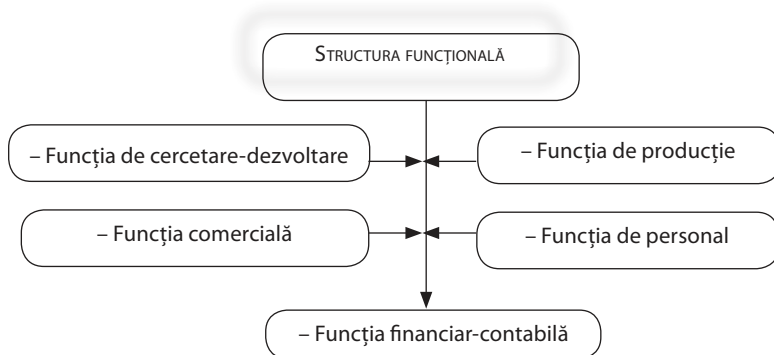 STRUCTURA FUNCȚIONALĂ
– Funcția de cercetare-dezvoltare
– Funcția de producție
– Funcția comercială
– Funcția de personal
– Funcția financiar-contabilă